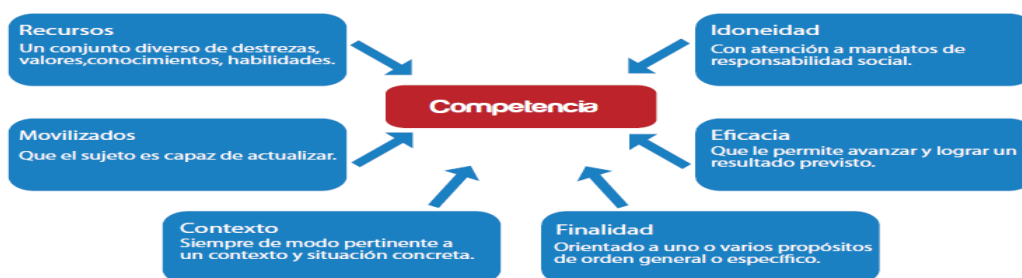 Recursos
Un conjunto diverso de destrezas,
valores,conocimientos, habilidades.
Idoneidad
Con atención a mandatos de
responsabilidad social.
Competencia
Movilizados
Que el sujeto es capaz de actualizar.
Eficacia
Que le permite avanzar y lograr un
resultado previsto.
Contexto
Siempre de modo pertinente a
un contexto y situación concreta.
Finalidad
Orientado a uno o varios propósitos
de orden general o específico.